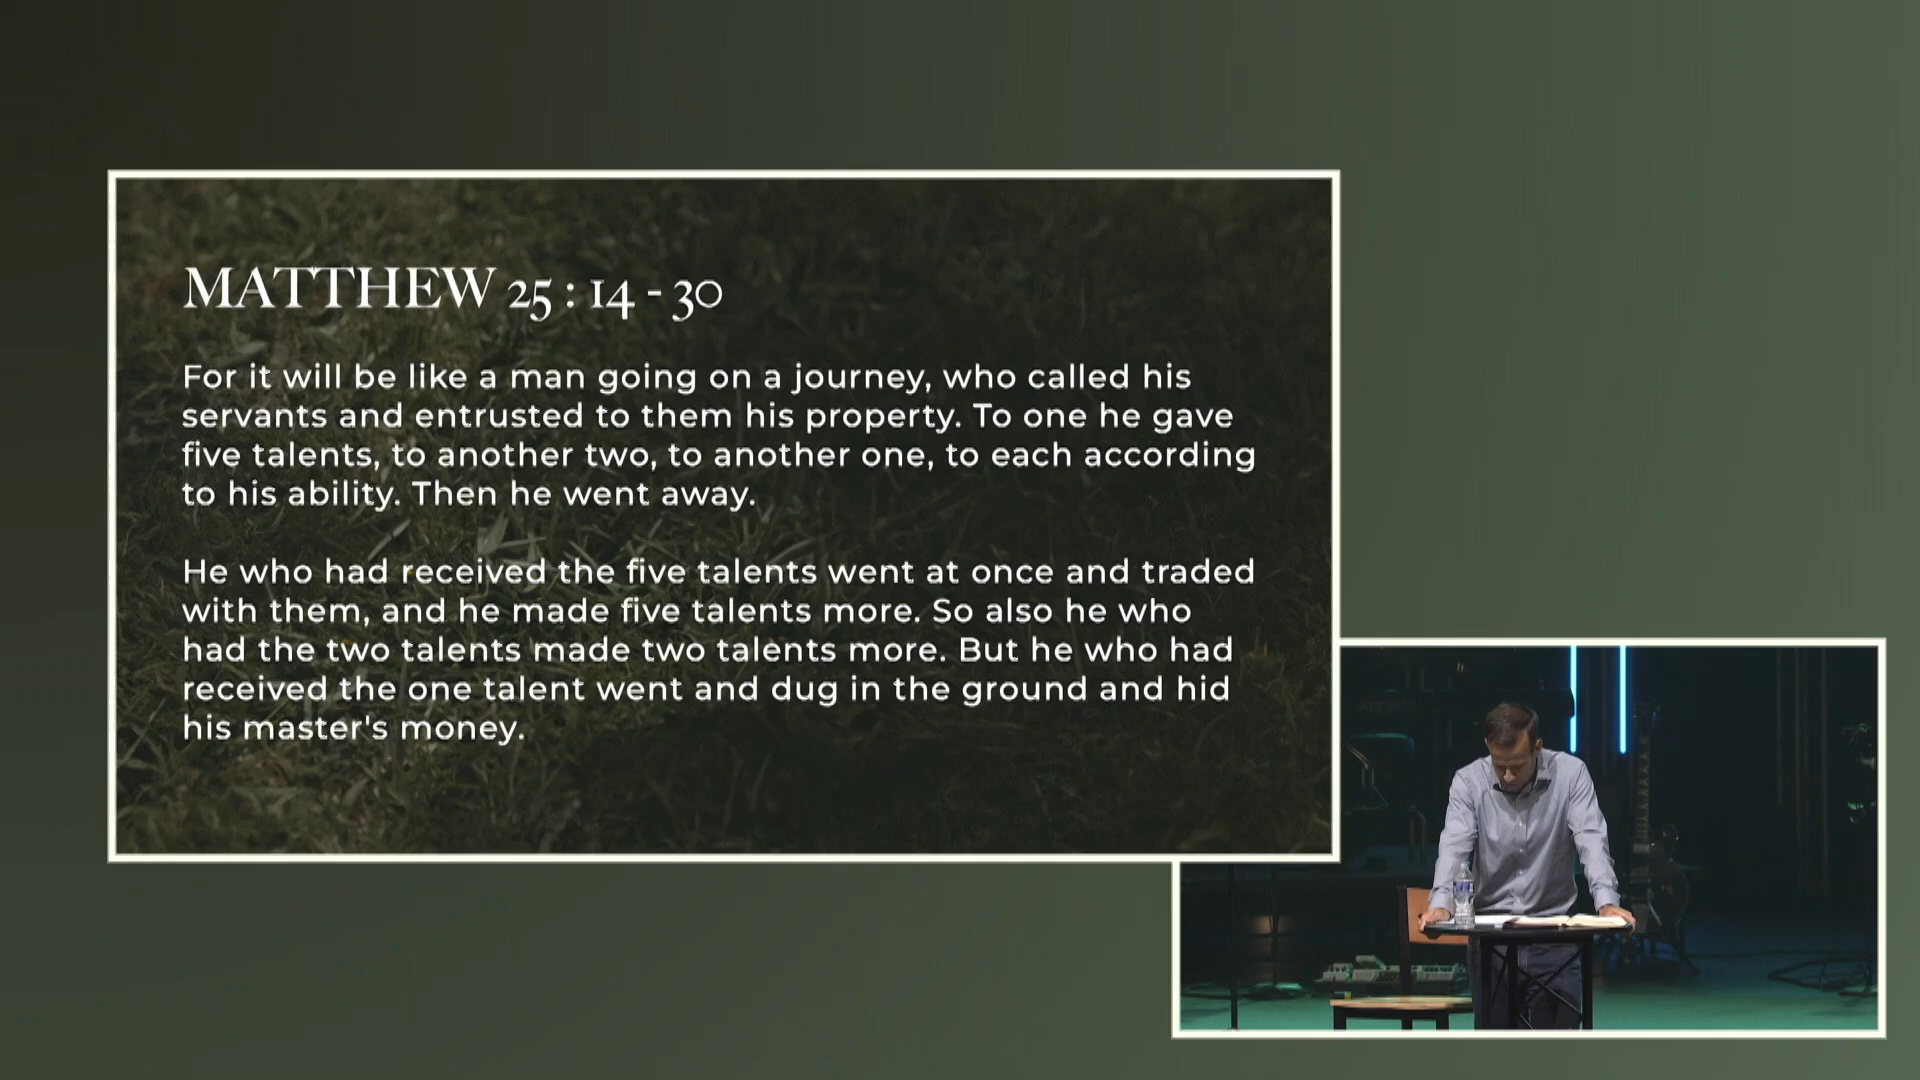 MATTHEW 25 : 14 - 30
For it will be like a man going on a journey, who called his
servants and entrusted to them his property. To one he gave
five talents, to another two, to another one, to each according
to his ability. Then he went away.
He who had received the five talents went at once and traded
with them, and he made five talents more. So also he who
had the two talents made two talents more. But he who had
received the one talent went and dug in the ground and hid
his master's money.